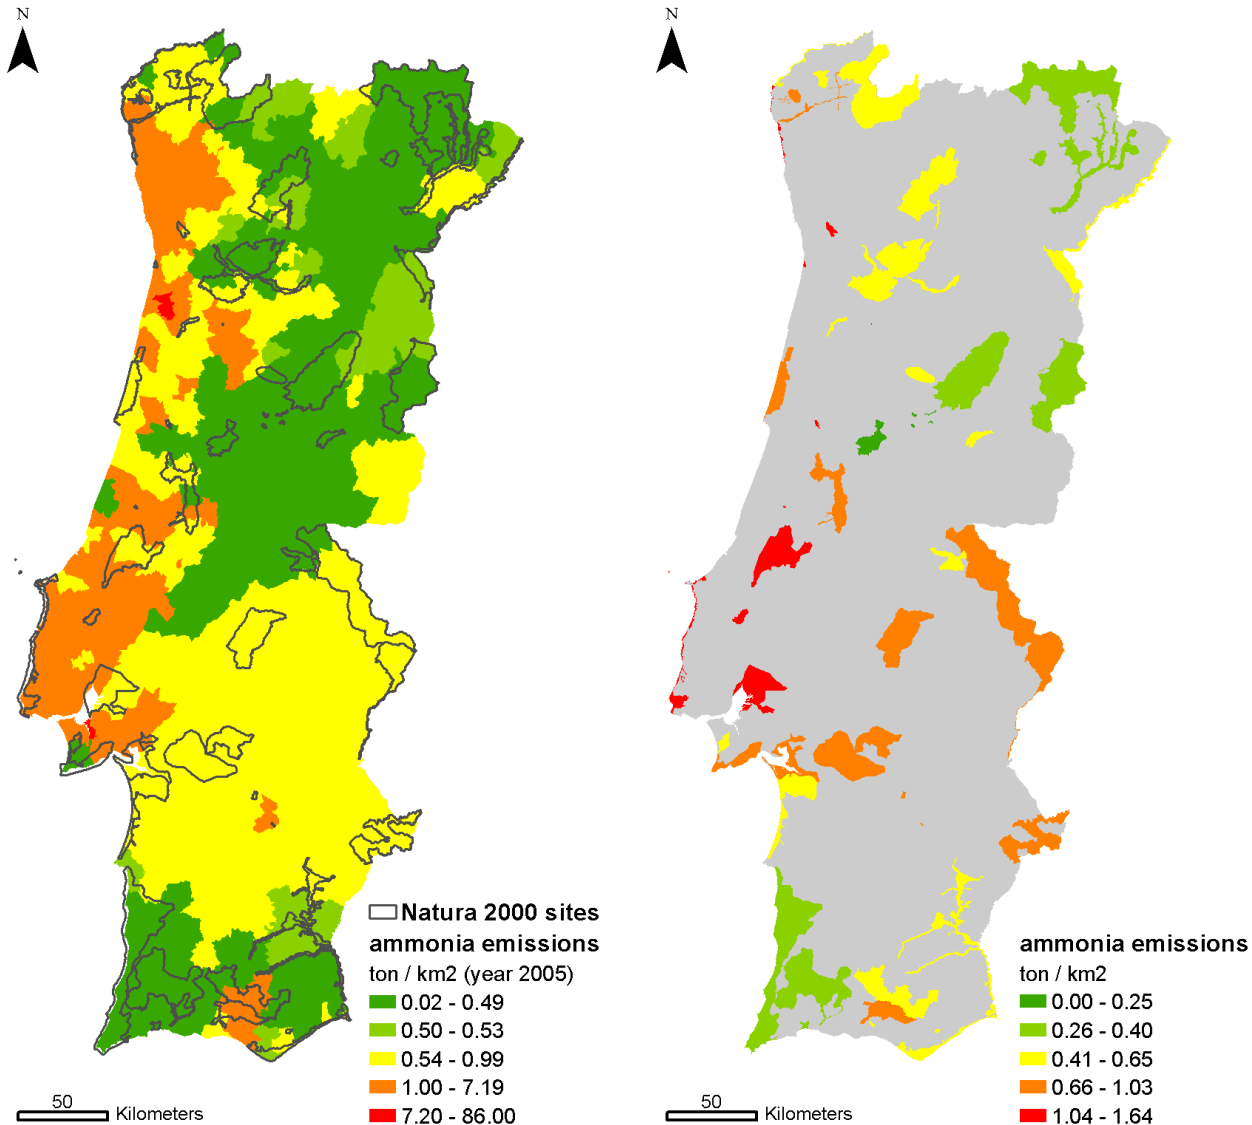 N
Natura 2000 sites
ammonia emissions
ton / km2 (year 2005)
0.02 - 0.49
0.50 - 0.53
0.54 - 0.99
1.00 - 7.19
7.20 - 86.00
50
Kilometers
N
ammonia emissions
ton / km2
0.00 - 0.25
0.26 - 0.40
0.41 - 0.65
0.66 - 1.03
1.04 - 1.64
50
Kilometers